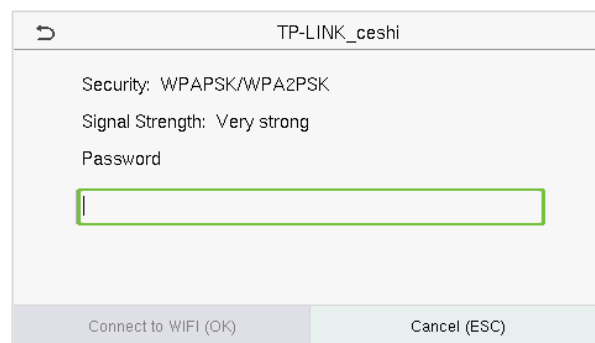 TP-LINK_ceshi
Security: WPAPSK/WPA2PSK
Signal Strength: Very strong
Password
Connect to WIFI (OK)
Cancel (ESC)